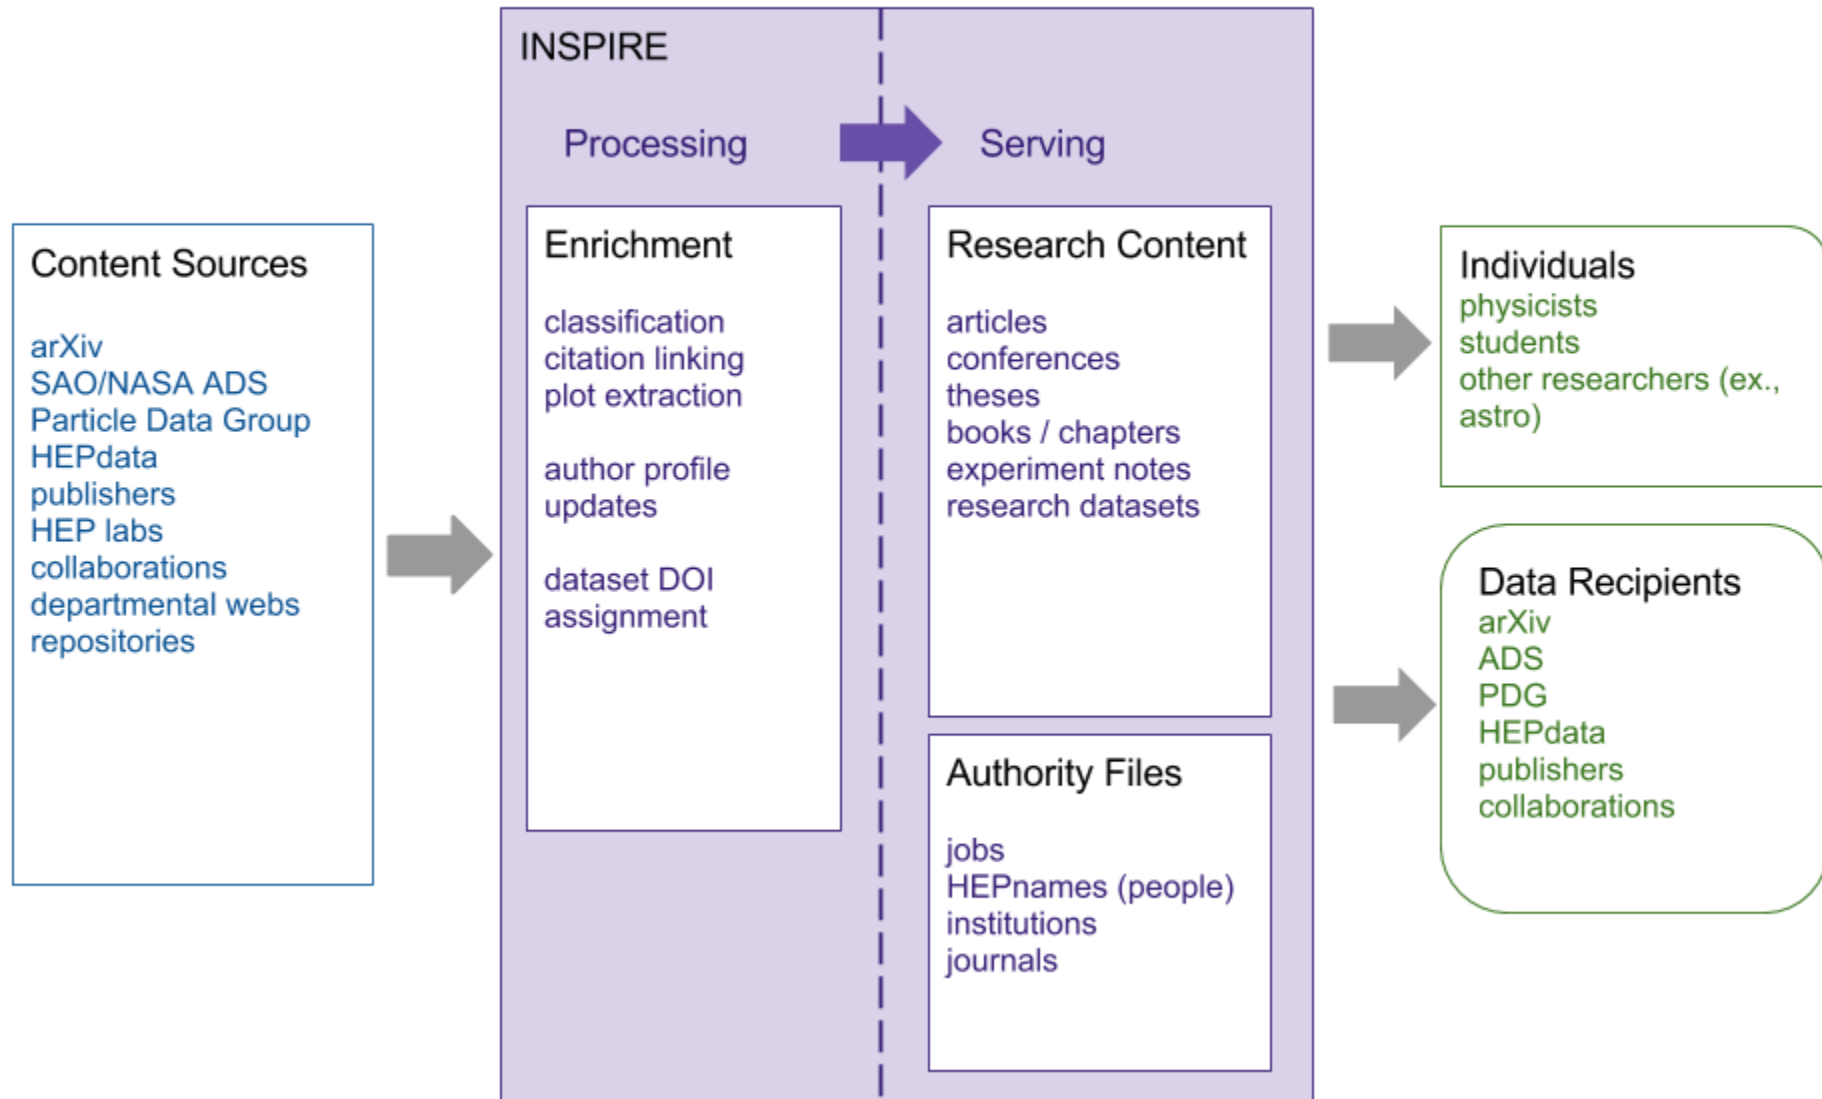 INSPIRE
Processing
Serving
Content Sources
arXiv
SAO/NASA ADS
Particle Data Group
HEPdata
publishers
HEP labs
collaborations
departmental webs
repositories
Enrichment
classification
citation linking
plot extraction
author profile
updates
dataset DOI
assignment
Research Content
articles
conferences
theses
books / chapters
experiment notes
research datasets
Authority Files
jobs
HEPnames (people)
institutions
journals
Individuals
physicists
students
other researchers (ex.,
astro)
Data Recipients
arXiv
ADS
PDG
HEPdata
publishers
collaborations